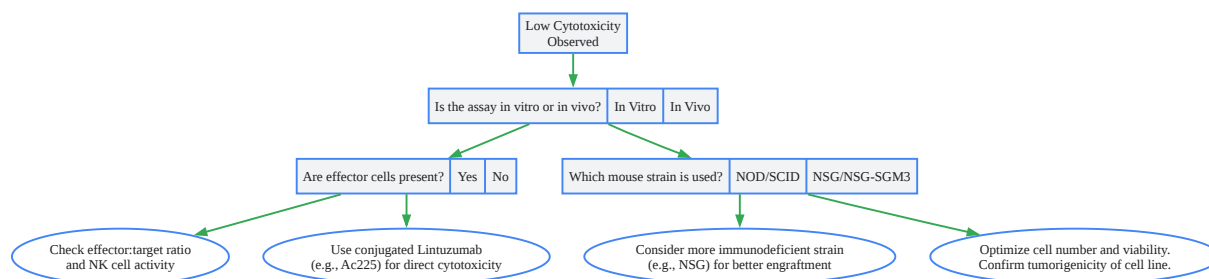 Low Cytotoxicity
Observed
Is the assay in vitro or in vivo? In Vitro In Vivo
Are effector cells present? Yes No
Which mouse strain is used? NOD/SCID NSG/NSG-SGM3
Check effector:target ratio
and NK cell activity
Use conjugated Lintuzumab
(e.g., Ac225) for direct cytotoxicity
Consider more immunodeficient strain
(e.g., NSG) for better engraftment
Optimize cell number and viability.
Confirm tumorigenicity of cell line.